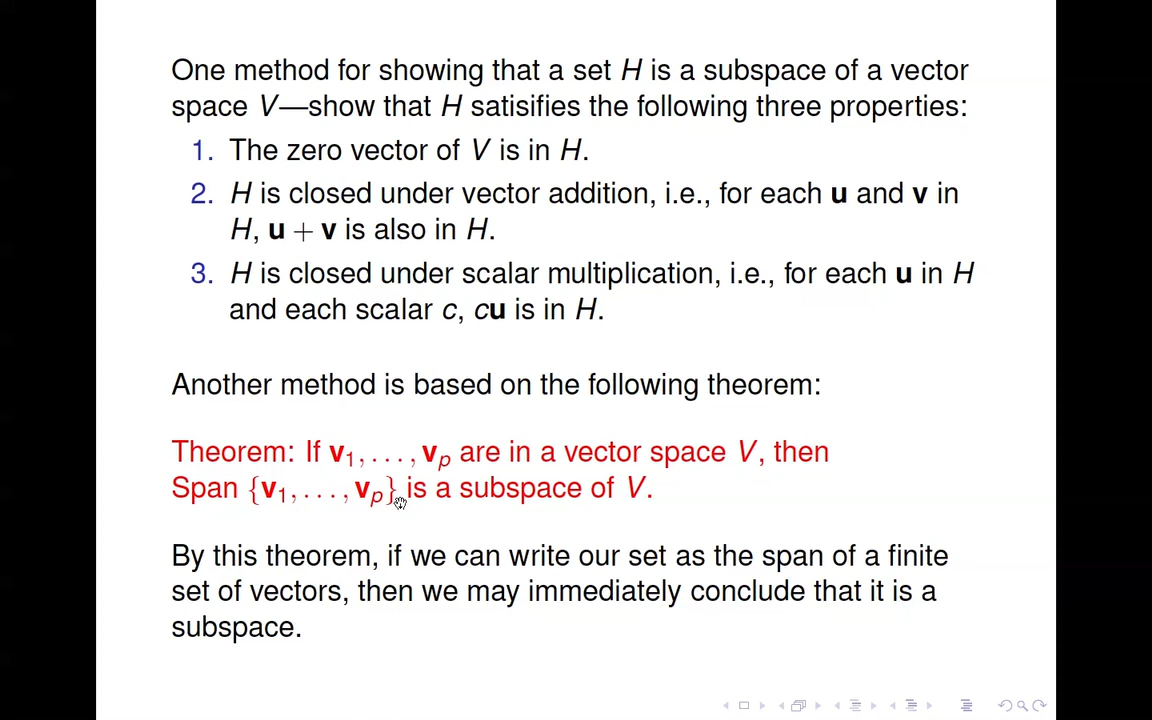 One method for showing that a set H is a subspace of a vector
space V—show that H satisifies the following three properties:
1. The zero vector of V is in H.
2. H is closed under vector addition, i.e., for each u and v in
H, u + v is also in H.
3. H is closed under scalar multiplication, i.e., for each u in H
and each scalar c, cu is in H.
Another method is based on the following theorem:
Theorem: If v₁, . . . , vₚ are in a vector space V, then
Span {v₁, . . . , vₚ} is a subspace of V.
By this theorem, if we can write our set as the span of a finite
set of vectors, then we may immediately conclude that it is a
subspace.